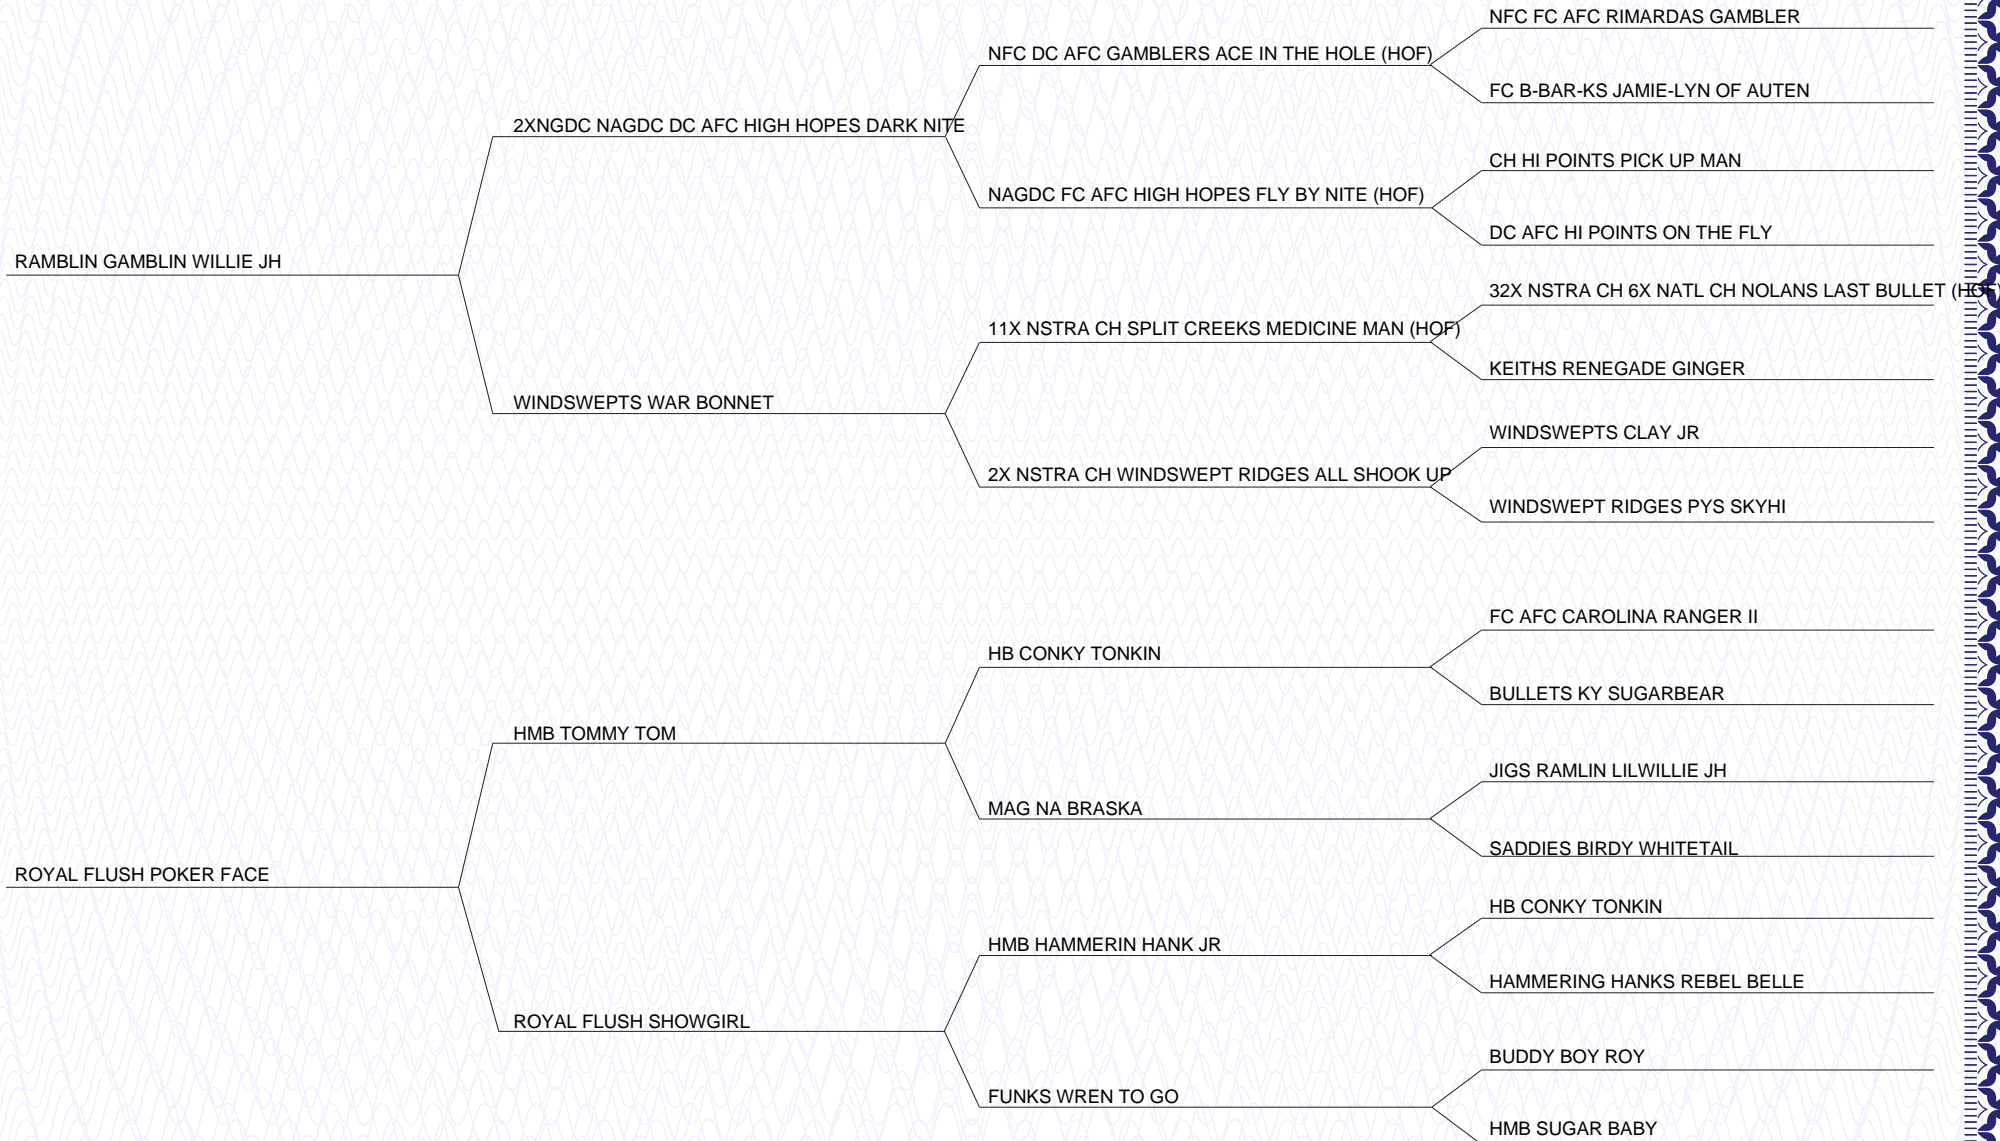 NFC FC AFC RIMARDAS GAMBLER
NFC DC AFC GAMBLERS ACE IN THE HOLE (HOF)
FC B-BAR-KS JAMIE-LYN OF AUTEN
2XNGDC NAGDC DC AFC HIGH HOPES DARK NITE
CH HI POINTS PICK UP MAN
NAGDC FC AFC HIGH HOPES FLY BY NITE (HOF)
DC AFC HI POINTS ON THE FLY
RAMBLIN GAMBLIN WILLIE JH
32X NSTRA CH 6X NATL CH NOLANS LAST BULLET (HOF)
11X NSTRA CH SPLIT CREEKS MEDICINE MAN (HOF)
KEITHS RENEGADE GINGER
WINDSWEPTS WAR BONNET
WINDSWEPTS CLAY JR
2X NSTRA CH WINDSWEPT RIDGES ALL SHOOK UP
WINDSWEPT RIDGES PYS SKYHI
FC AFC CAROLINA RANGER II
HB CONKY TONKIN
BULLETS KY SUGARBEAR
HMB TOMMY TOM
JIGS RAMLIN LILWILLIE JH
MAG NA BRASKA
SADDIES BIRDY WHITETAIL
ROYAL FLUSH POKER FACE
HB CONKY TONKIN
HMB HAMMERIN HANK JR
HAMMERING HANKS REBEL BELLE
ROYAL FLUSH SHOWGIRL
BUDDY BOY ROY
FUNKS WREN TO GO
HMB SUGAR BABY